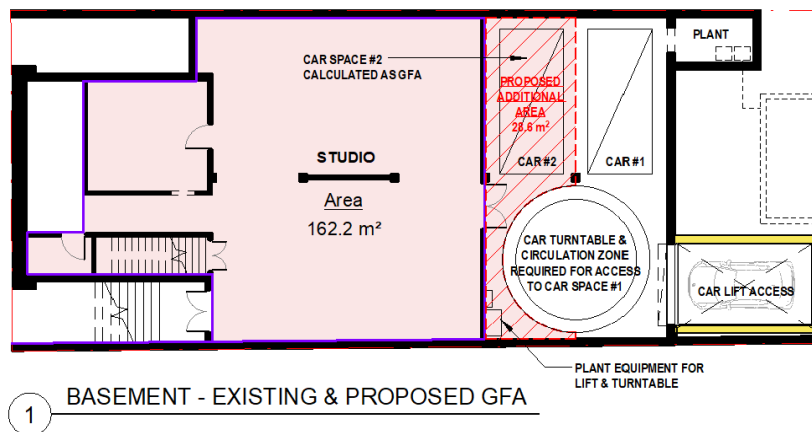 PLANT
CAR SPACE #2
CALCULATED AS GFA
PROPOSED
ADDITIONAL
AREA
28.6 m²
STUDIO
Area
162.2 m²
CAR #2
CAR #1
CAR TURNTABLE &
CIRCULATION ZONE
REQUIRED FOR ACCESS
TO CAR SPACE #1
CAR LIFT ACCESS
PLANT EQUIPMENT FOR
LIFT & TURNTABLE
1
BASEMENT - EXISTING & PROPOSED GFA